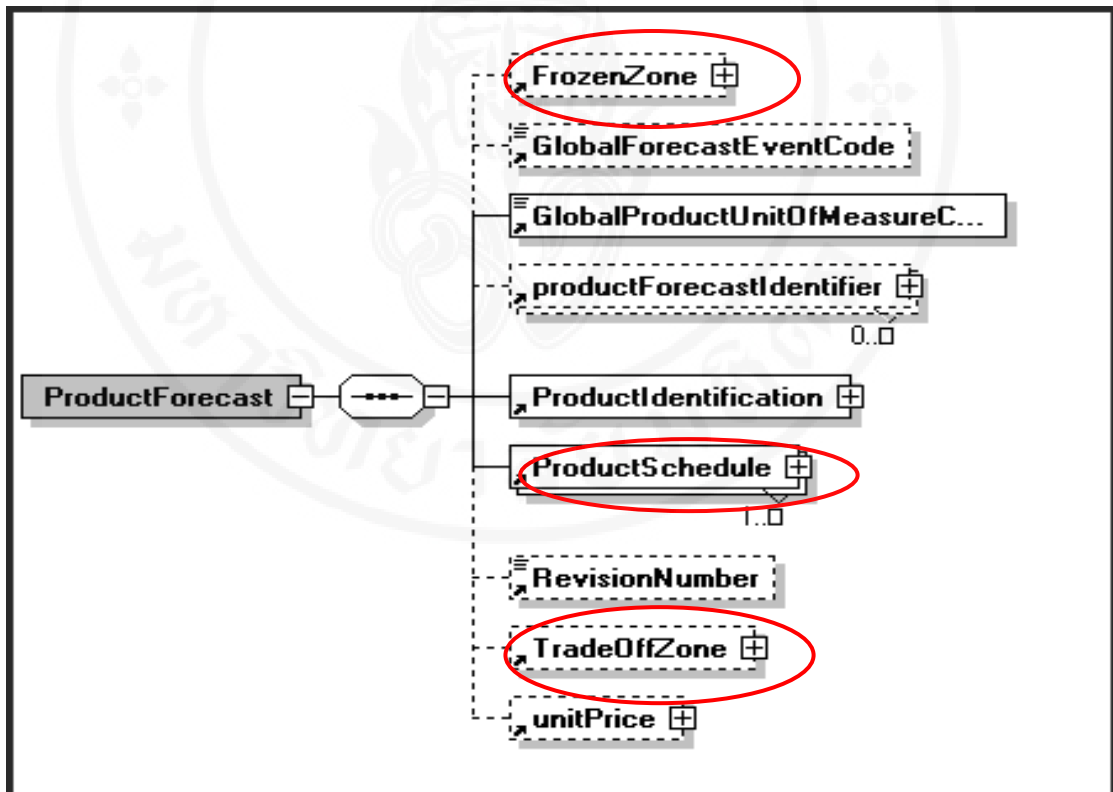 FrozenZone
GlobalForecastEventCode
GlobalProductUnitOfMeasureC...
productForecastIdentifier
0..□
ProductForecast
ProductIdentification
ProductSchedule
1..□
RevisionNumber
TradeOffZone
unitPrice